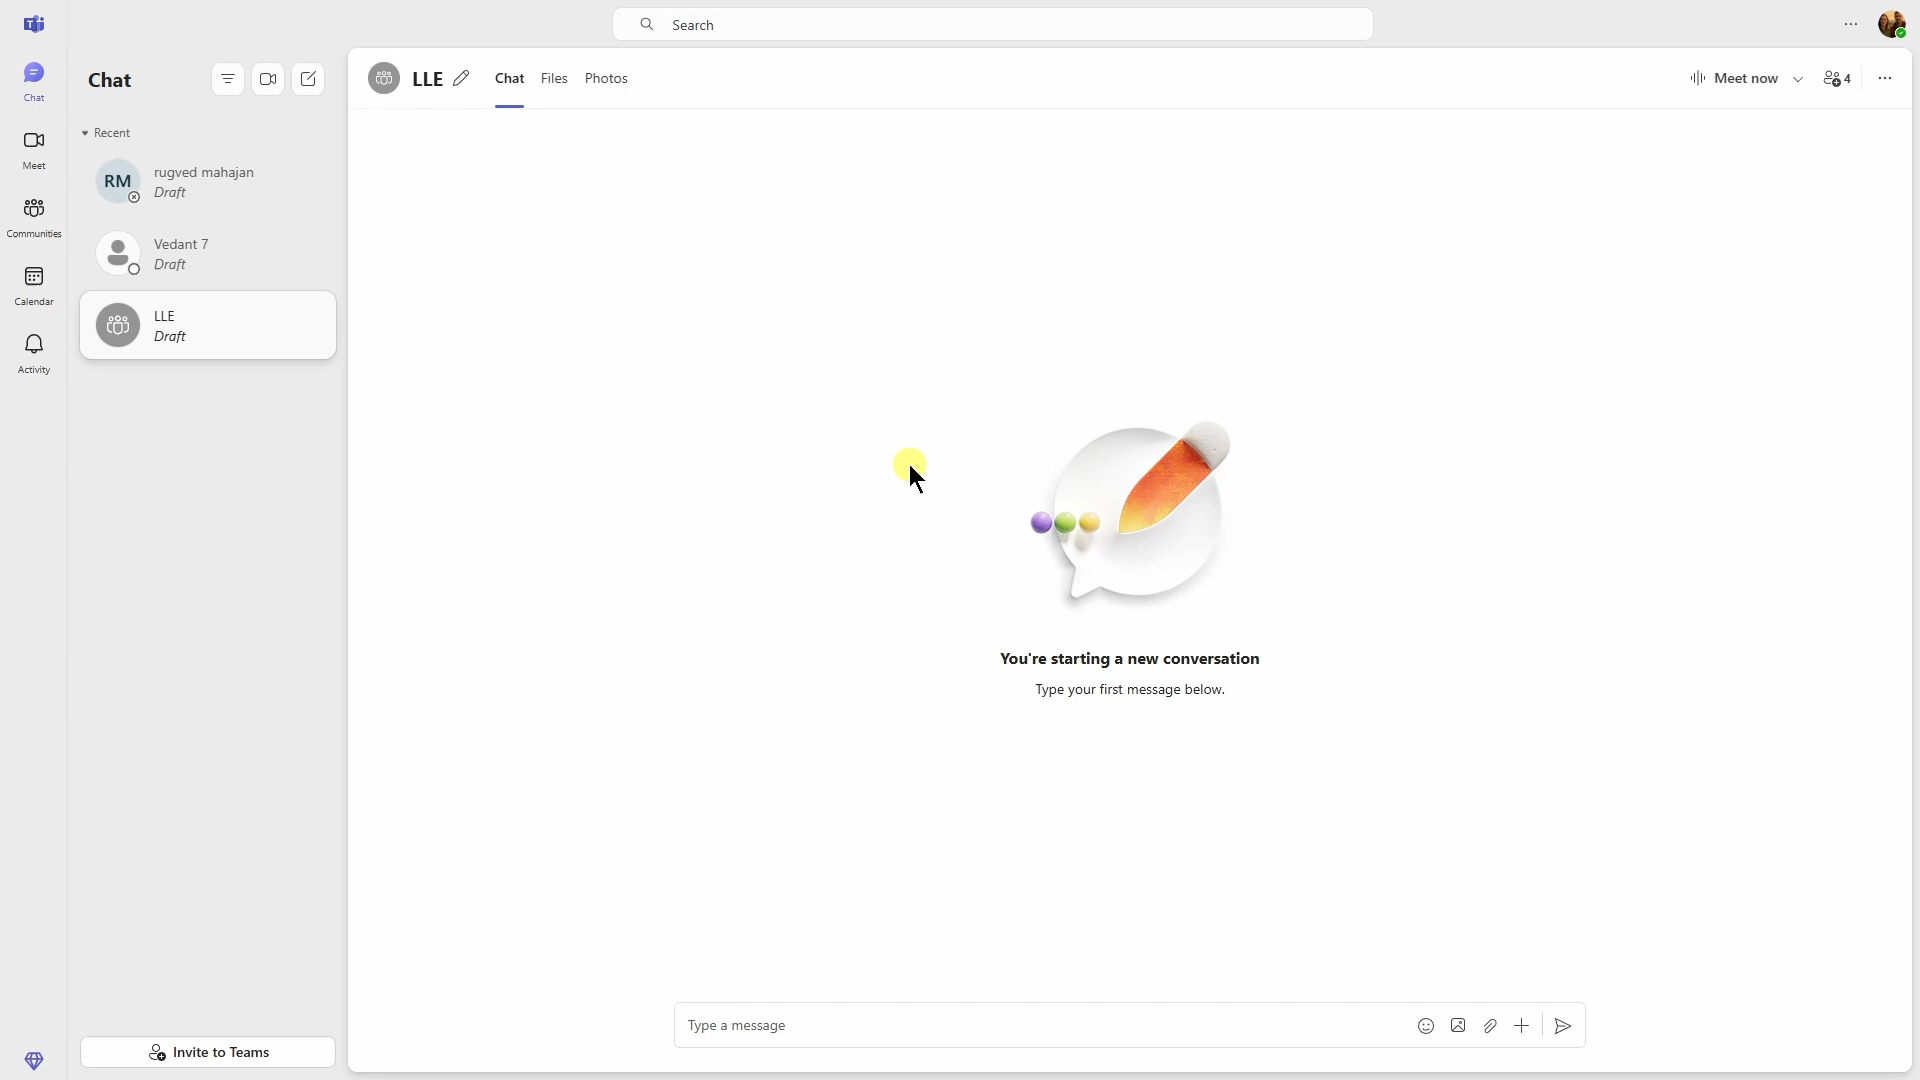 Search
Chat
Meet
Communities
Calendar
Activity
Chat
Recent
RM
rugved mahajan
Draft
Vedant 7
Draft
LLE
Draft
Invite to Teams
LLE
Chat
Files
Photos
Meet now
4
You're starting a new conversation
Type your first message below.
Type a message